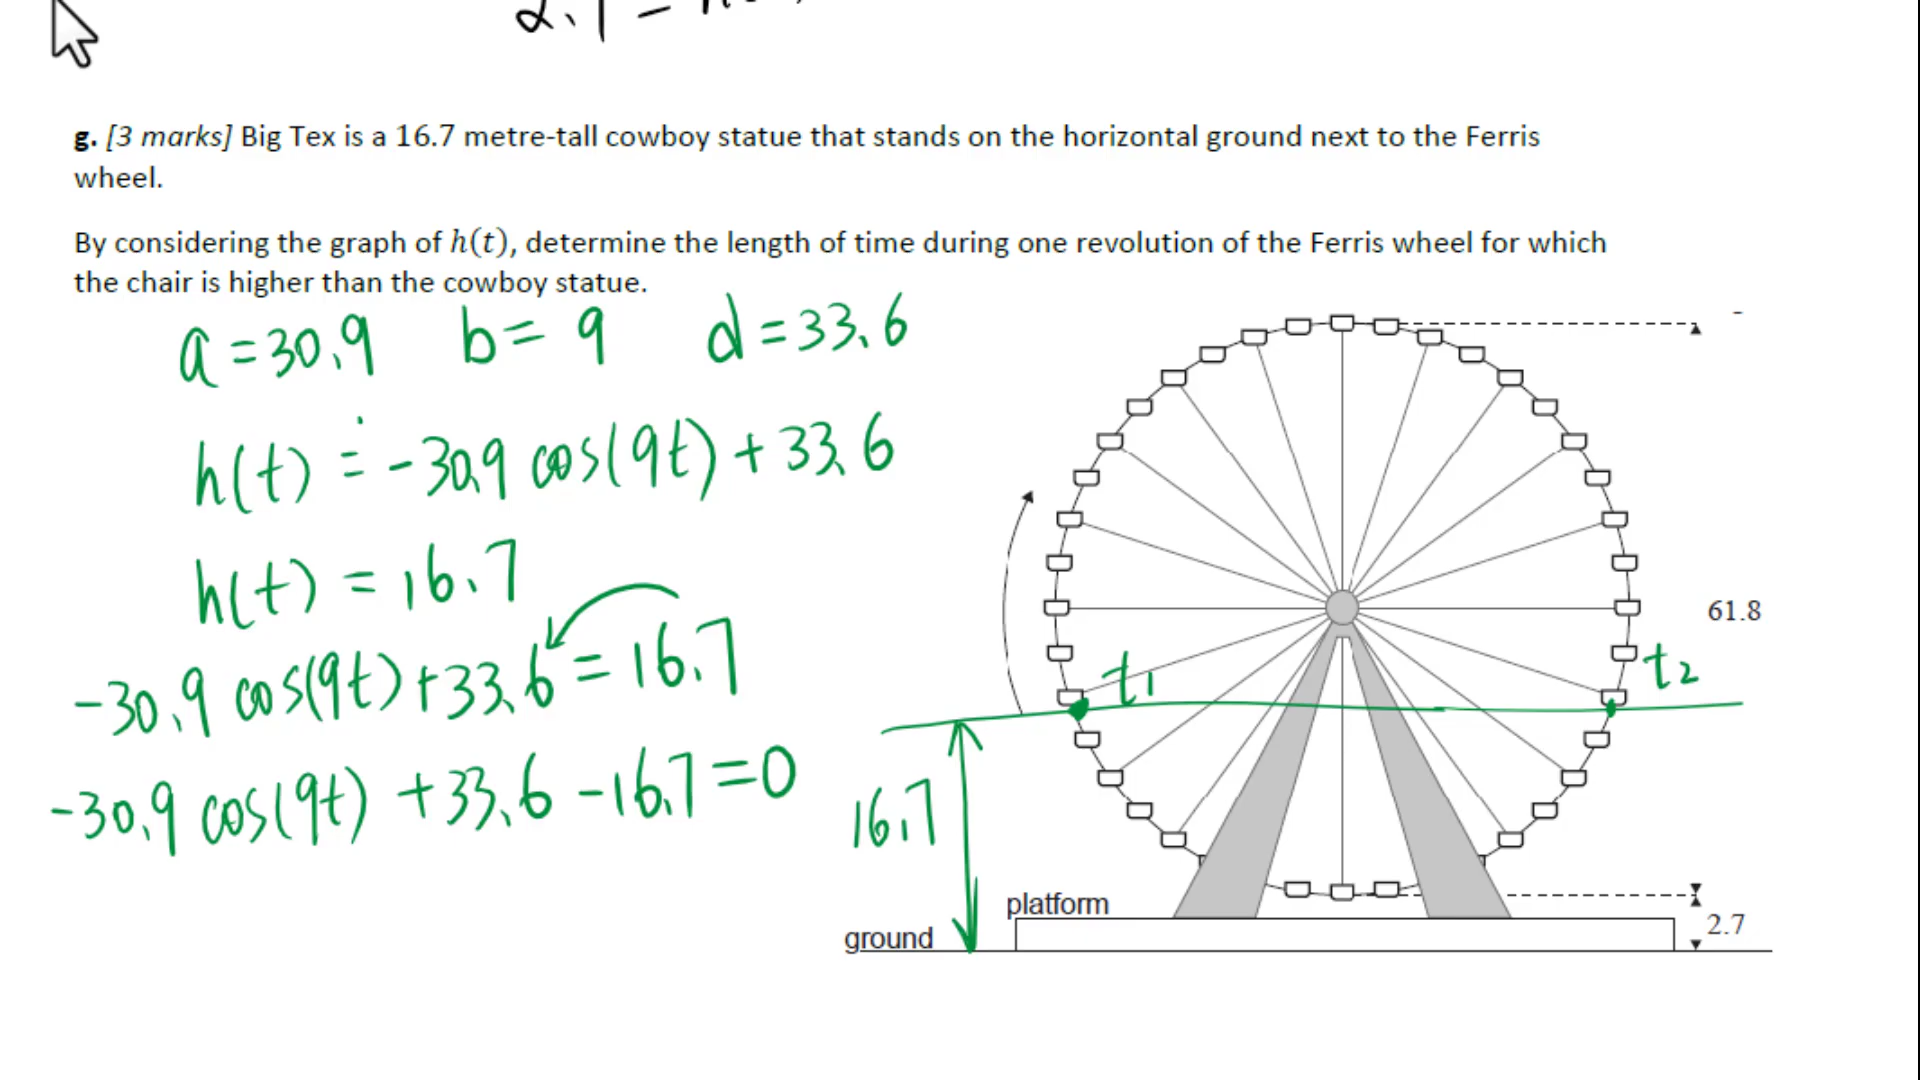 g. [3 marks] Big Tex is a 16.7 metre-tall cowboy statue that stands on the horizontal ground next to the Ferris
wheel.
By considering the graph of h(t), determine the length of time during one revolution of the Ferris wheel for which
the chair is higher than the cowboy statue.
a = 30.9 b = 9 d = 33.6
h(t) = -30.9 cos(9t) + 33.6
h(t) = 16.7
-30.9 cos(9t) + 33.6 = 16.7
-30.9 cos(9t) + 33.6 - 16.7 = 0
61.8
t1
t2
16.7
platform
ground
2.7